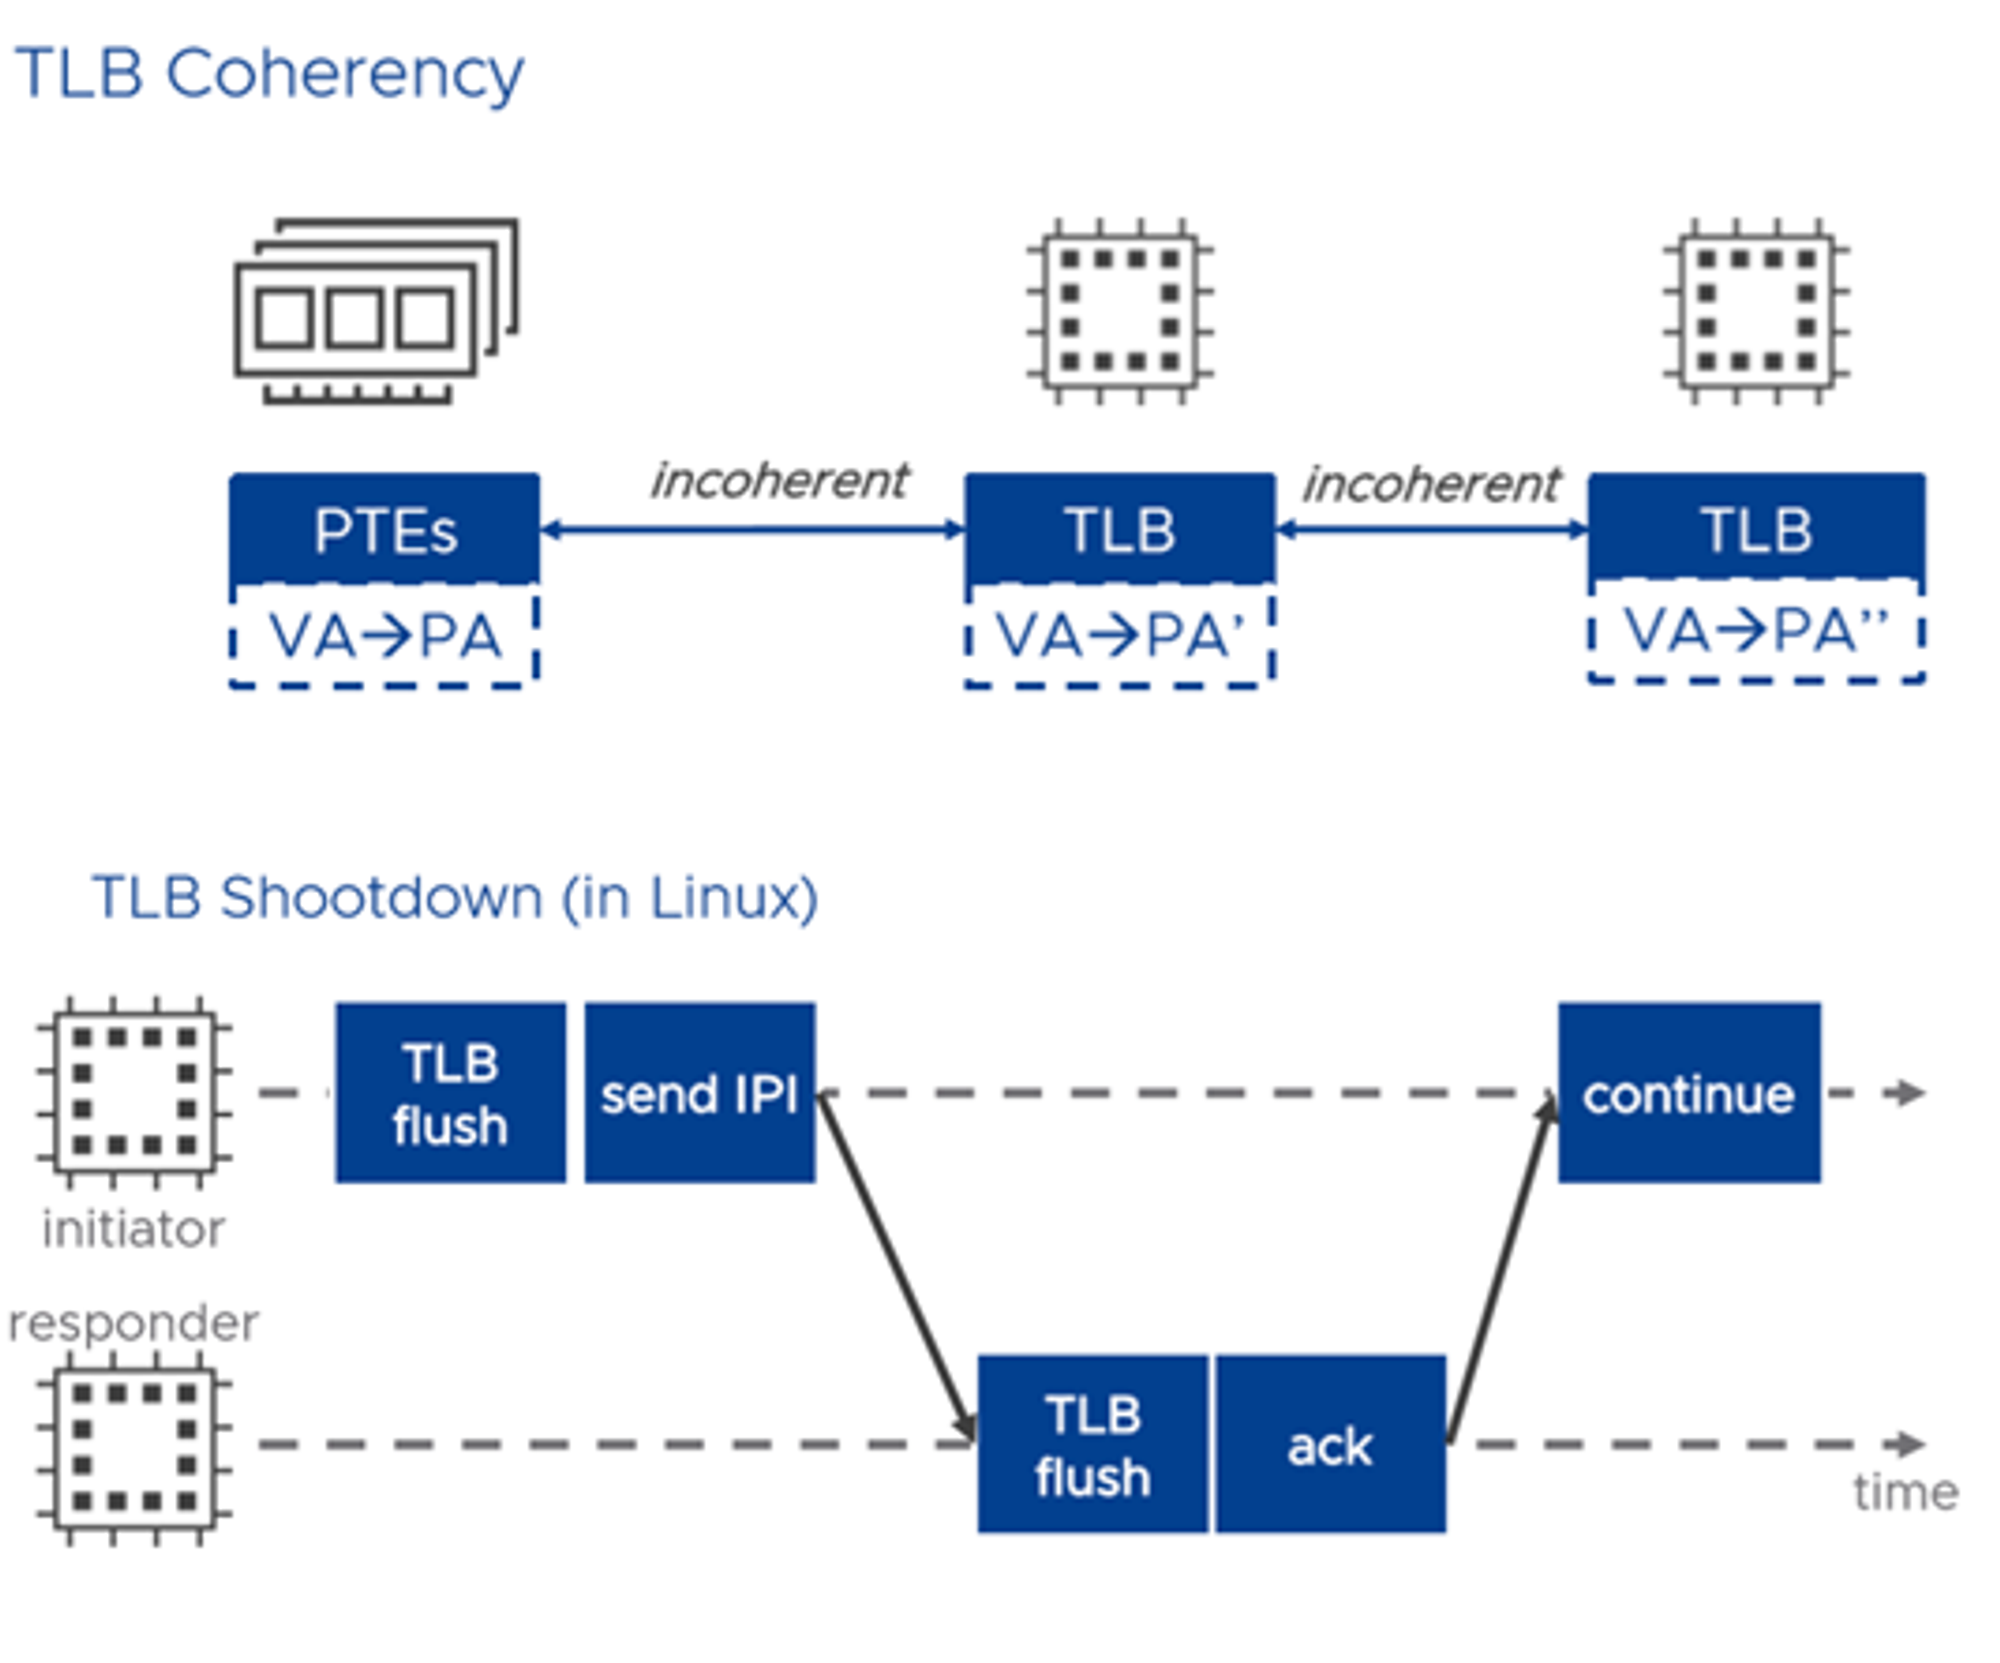 TLB Coherency
incoherent
incoherent
PTEs
TLB
TLB
VA→PA
VA→PA’
VA→PA’’
TLB Shootdown (in Linux)
TLB
flush
send IPI
continue
initiator
responder
TLB
flush
ack
time